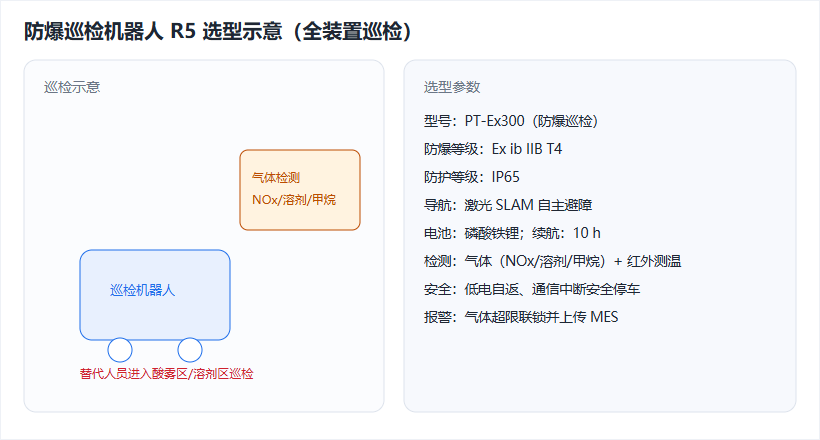 防爆巡检机器人 R5 选型示意（全装置巡检）
巡检示意
气体检测
NOx/溶剂/甲烷
巡检机器人
替代人员进入酸雾区/溶剂区巡检
选型参数
型号：PT-Ex300（防爆巡检）
防爆等级：Ex ib IIB T4
防护等级：IP65
导航：激光 SLAM 自主避障
电池：磷酸铁锂；续航：10 h
检测：气体（NOx/溶剂/甲烷）+ 红外测温
安全：低电自返、通信中断安全停车
报警：气体超限联锁并上传 MES